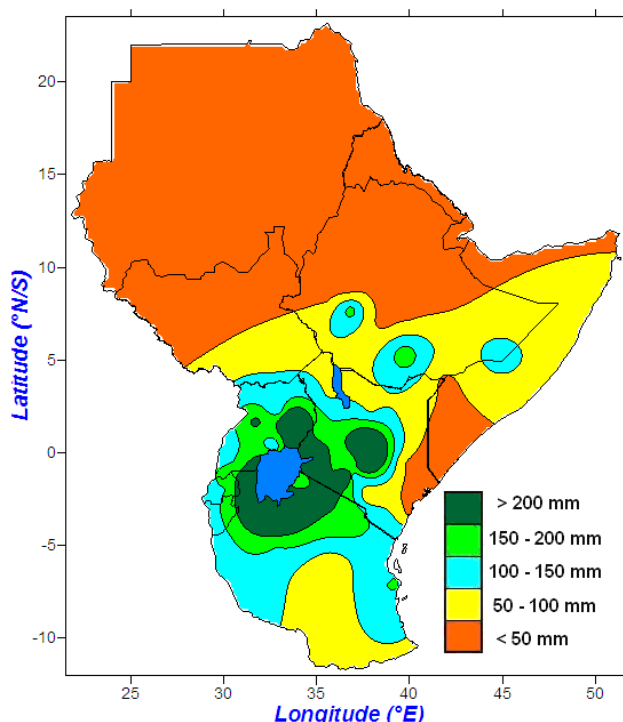 20
15
10
5
0
-5
-10
Latitude (°N/S)
> 200 mm
150 - 200 mm
100 - 150 mm
50 - 100 mm
< 50 mm
25 30 35 40 45 50
Longitude (°E)